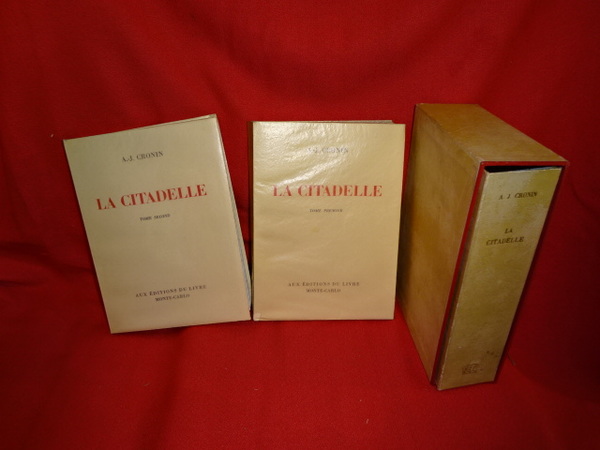 A.-J. CRONIN
LA CITADELLE
TOME SECOND
AUX ÉDITIONS DU LIVRE
MONTE-CARLO
A.-J. CRONIN
LA CITADELLE
TOME PREMIER
AUX ÉDITIONS DU LIVRE
MONTE-CARLO
A. J. CRONIN
LA
CITADELLE